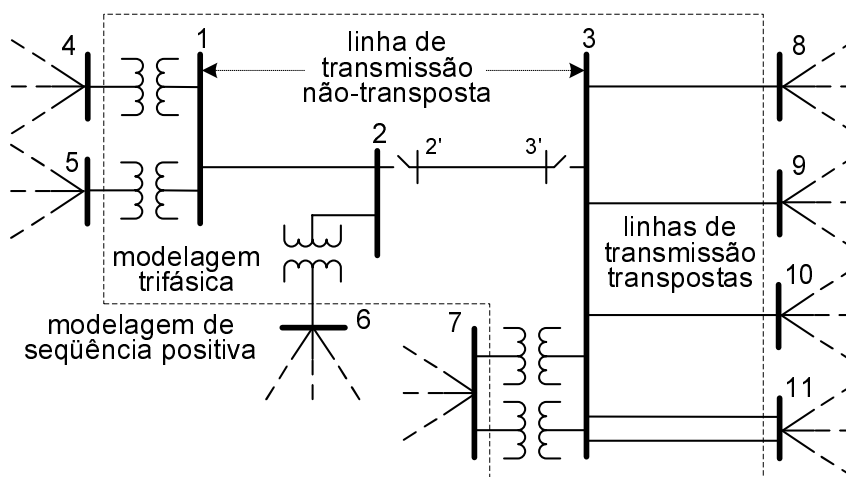 4
1
linha de
transmissão
não-transposta
3
8
2
2'
3'
5
9
modelagem
trifásica
linhas de
transmissão
transpostas
10
modelagem de
seqüência positiva
6
7
11